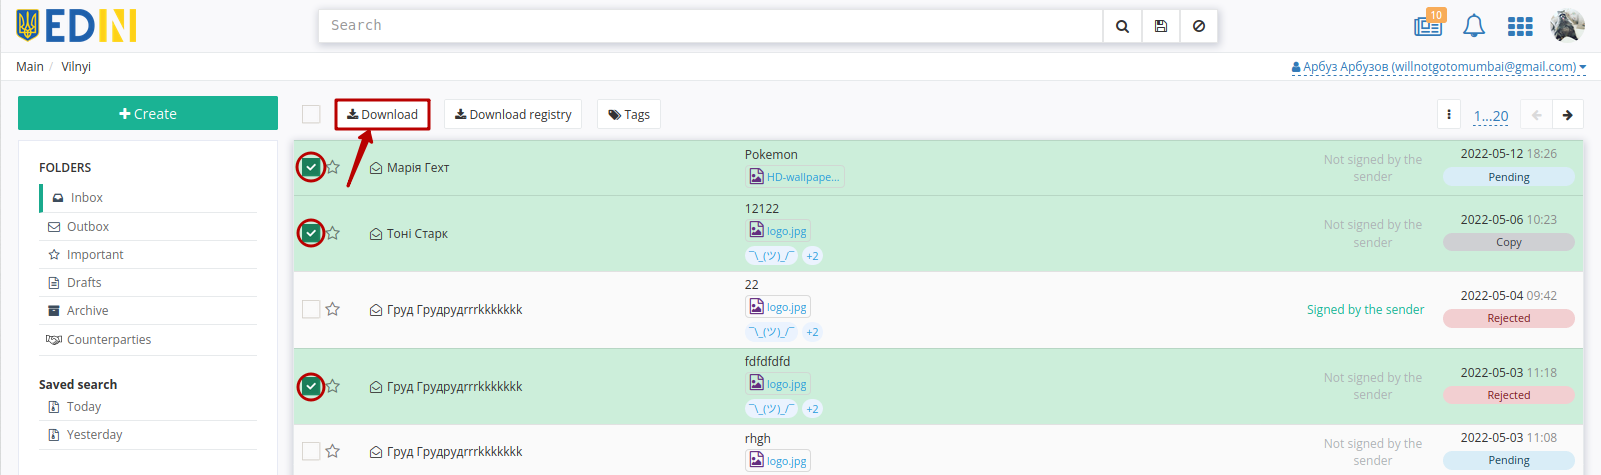 EDIN
Search
10
Main / Vilnyi
Арбуз Арбузов (willnotgotomumbai@gmail.com)
Create
Download
Download registry
Tags
1...20
FOLDERS
Inbox
Outbox
Important
Drafts
Archive
Counterparties
Saved search
Today
Yesterday
Марія Гехт
Pokemon
HD-wallpape...
Not signed by the
sender
2022-05-12 18:26
Pending
Тоні Старк
12122
logo.jpg
¯\_(ツ)_/¯ +2
Not signed by the
sender
2022-05-06 10:23
Copy
Груд Грудрудrrrkkkkkkk
22
logo.jpg
¯\_(ツ)_/¯ +2
Signed by the sender
2022-05-04 09:42
Rejected
Груд Грудрудrrrkkkkkkk
fdfdfdfd
logo.jpg
¯\_(ツ)_/¯ +2
Not signed by the
sender
2022-05-03 11:18
Rejected
Груд Грудрудrrrkkkkkkk
rhgh
logo.jpg
Not signed by the
sender
2022-05-03 11:08
Pending